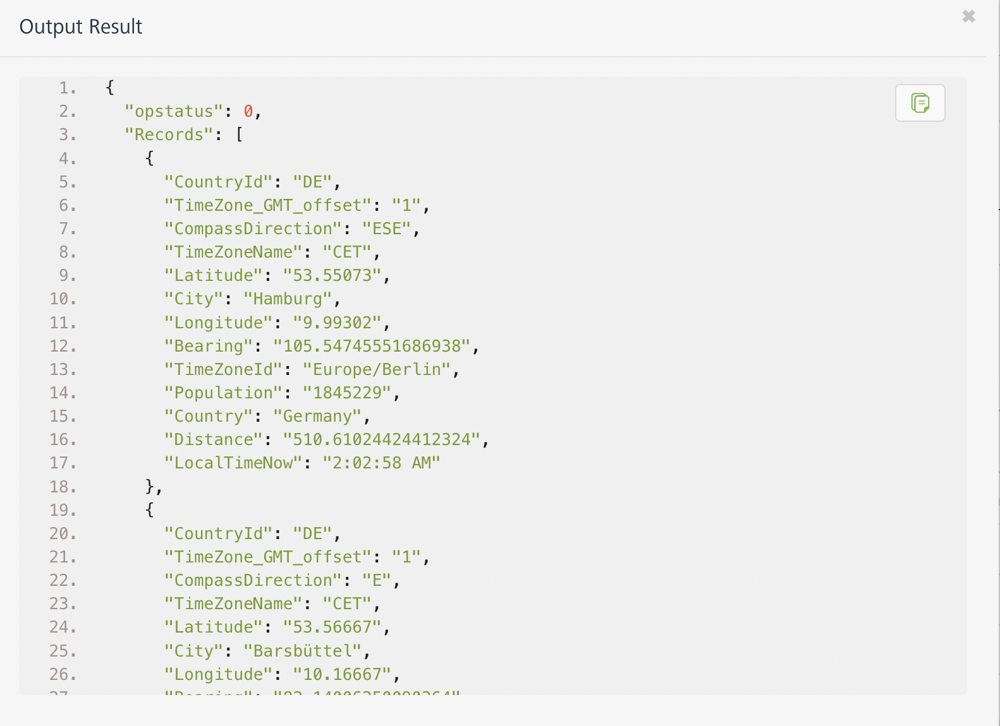 Output Result
1. {
2. "opstatus": 0,
3. "Records": [
4. {
5. "CountryId": "DE",
6. "TimeZone_GMT_offset": "1",
7. "CompassDirection": "ESE",
8. "TimeZoneName": "CET",
9. "Latitude": "53.55073",
10. "City": "Hamburg",
11. "Longitude": "9.99302",
12. "Bearing": "105.54745551686938",
13. "TimeZoneId": "Europe/Berlin",
14. "Population": "1845229",
15. "Country": "Germany",
16. "Distance": "510.61024424412324",
17. "LocalTimeNow": "2:02:58 AM"
18. },
19. {
20. "CountryId": "DE",
21. "TimeZone_GMT_offset": "1",
22. "CompassDirection": "E",
23. "TimeZoneName": "CET",
24. "Latitude": "53.56667",
25. "City": "Barsbüttel",
26. "Longitude": "10.16667",
27. "Bearing":